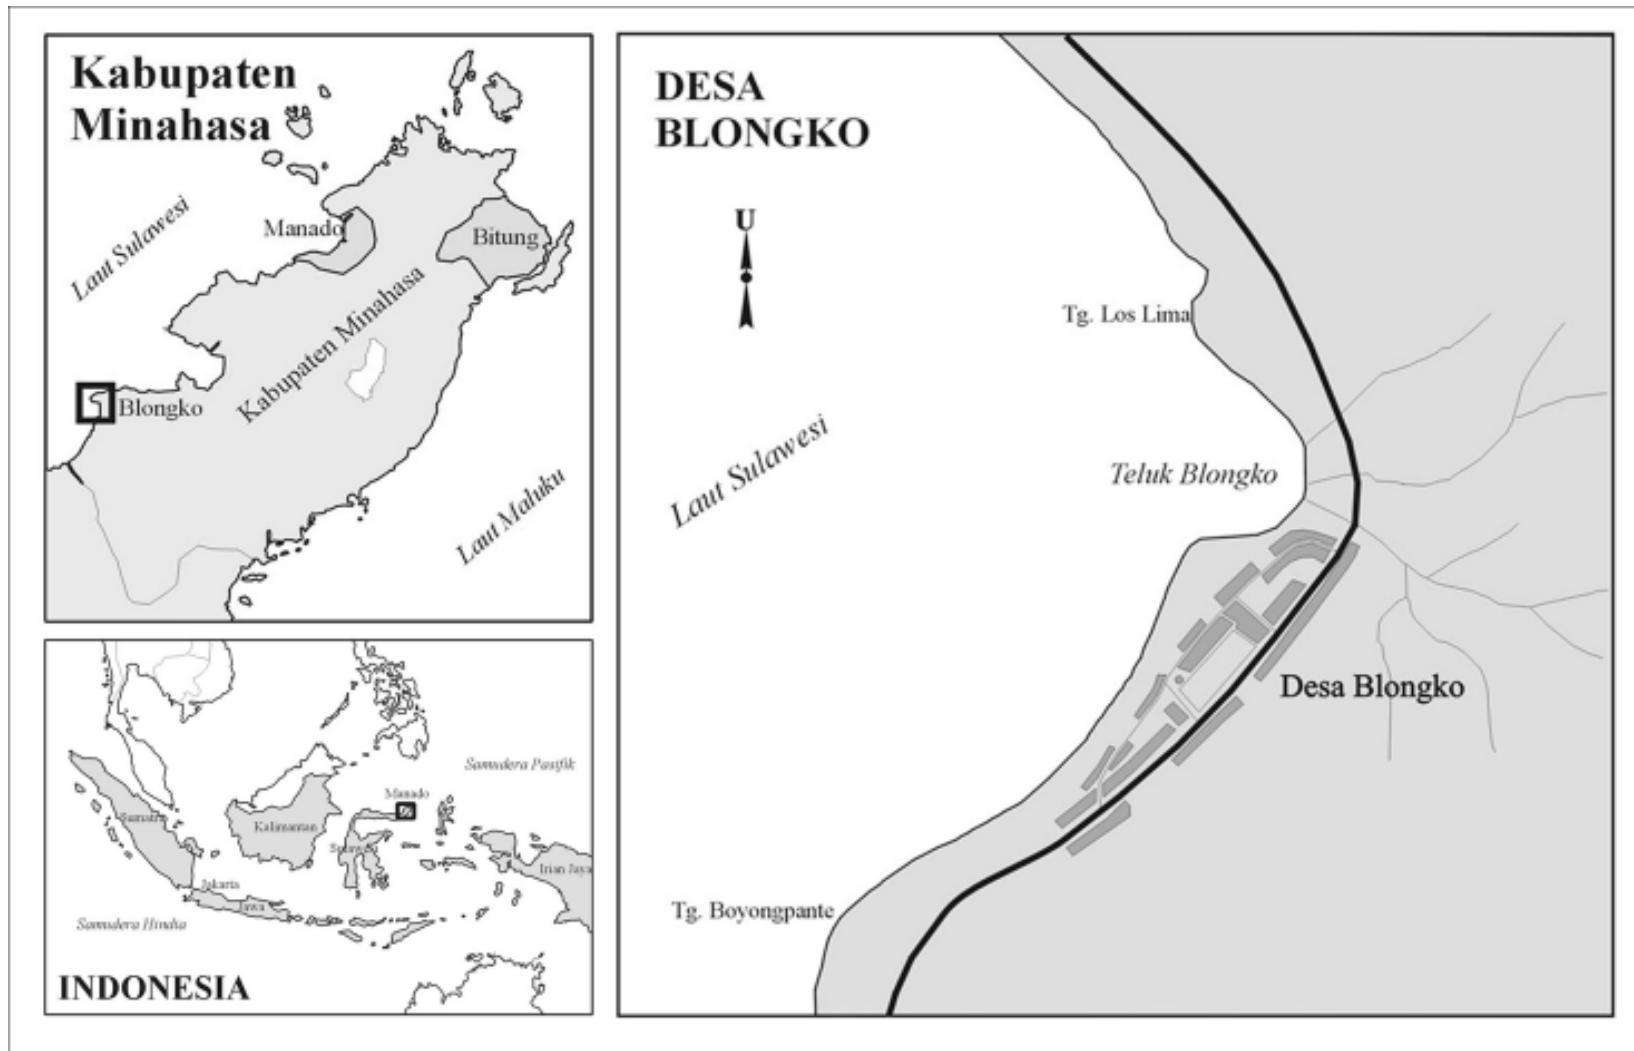 Kabupaten
Minahasa
Laut Sulawesi
Manado
Bitung
Kabupaten Minahasa
Blongko
Laut Maluku
Samudera Pasifik
Manado
Sumatra
Kalimantan
Sulawesi
Irian Jaya
Jakarta
Jawa
Samudera Hindia
INDONESIA
DESA
BLONGKO
U
Tg. Los Lima
Laut Sulawesi
Teluk Blongko
Desa Blongko
Tg. Boyongpante